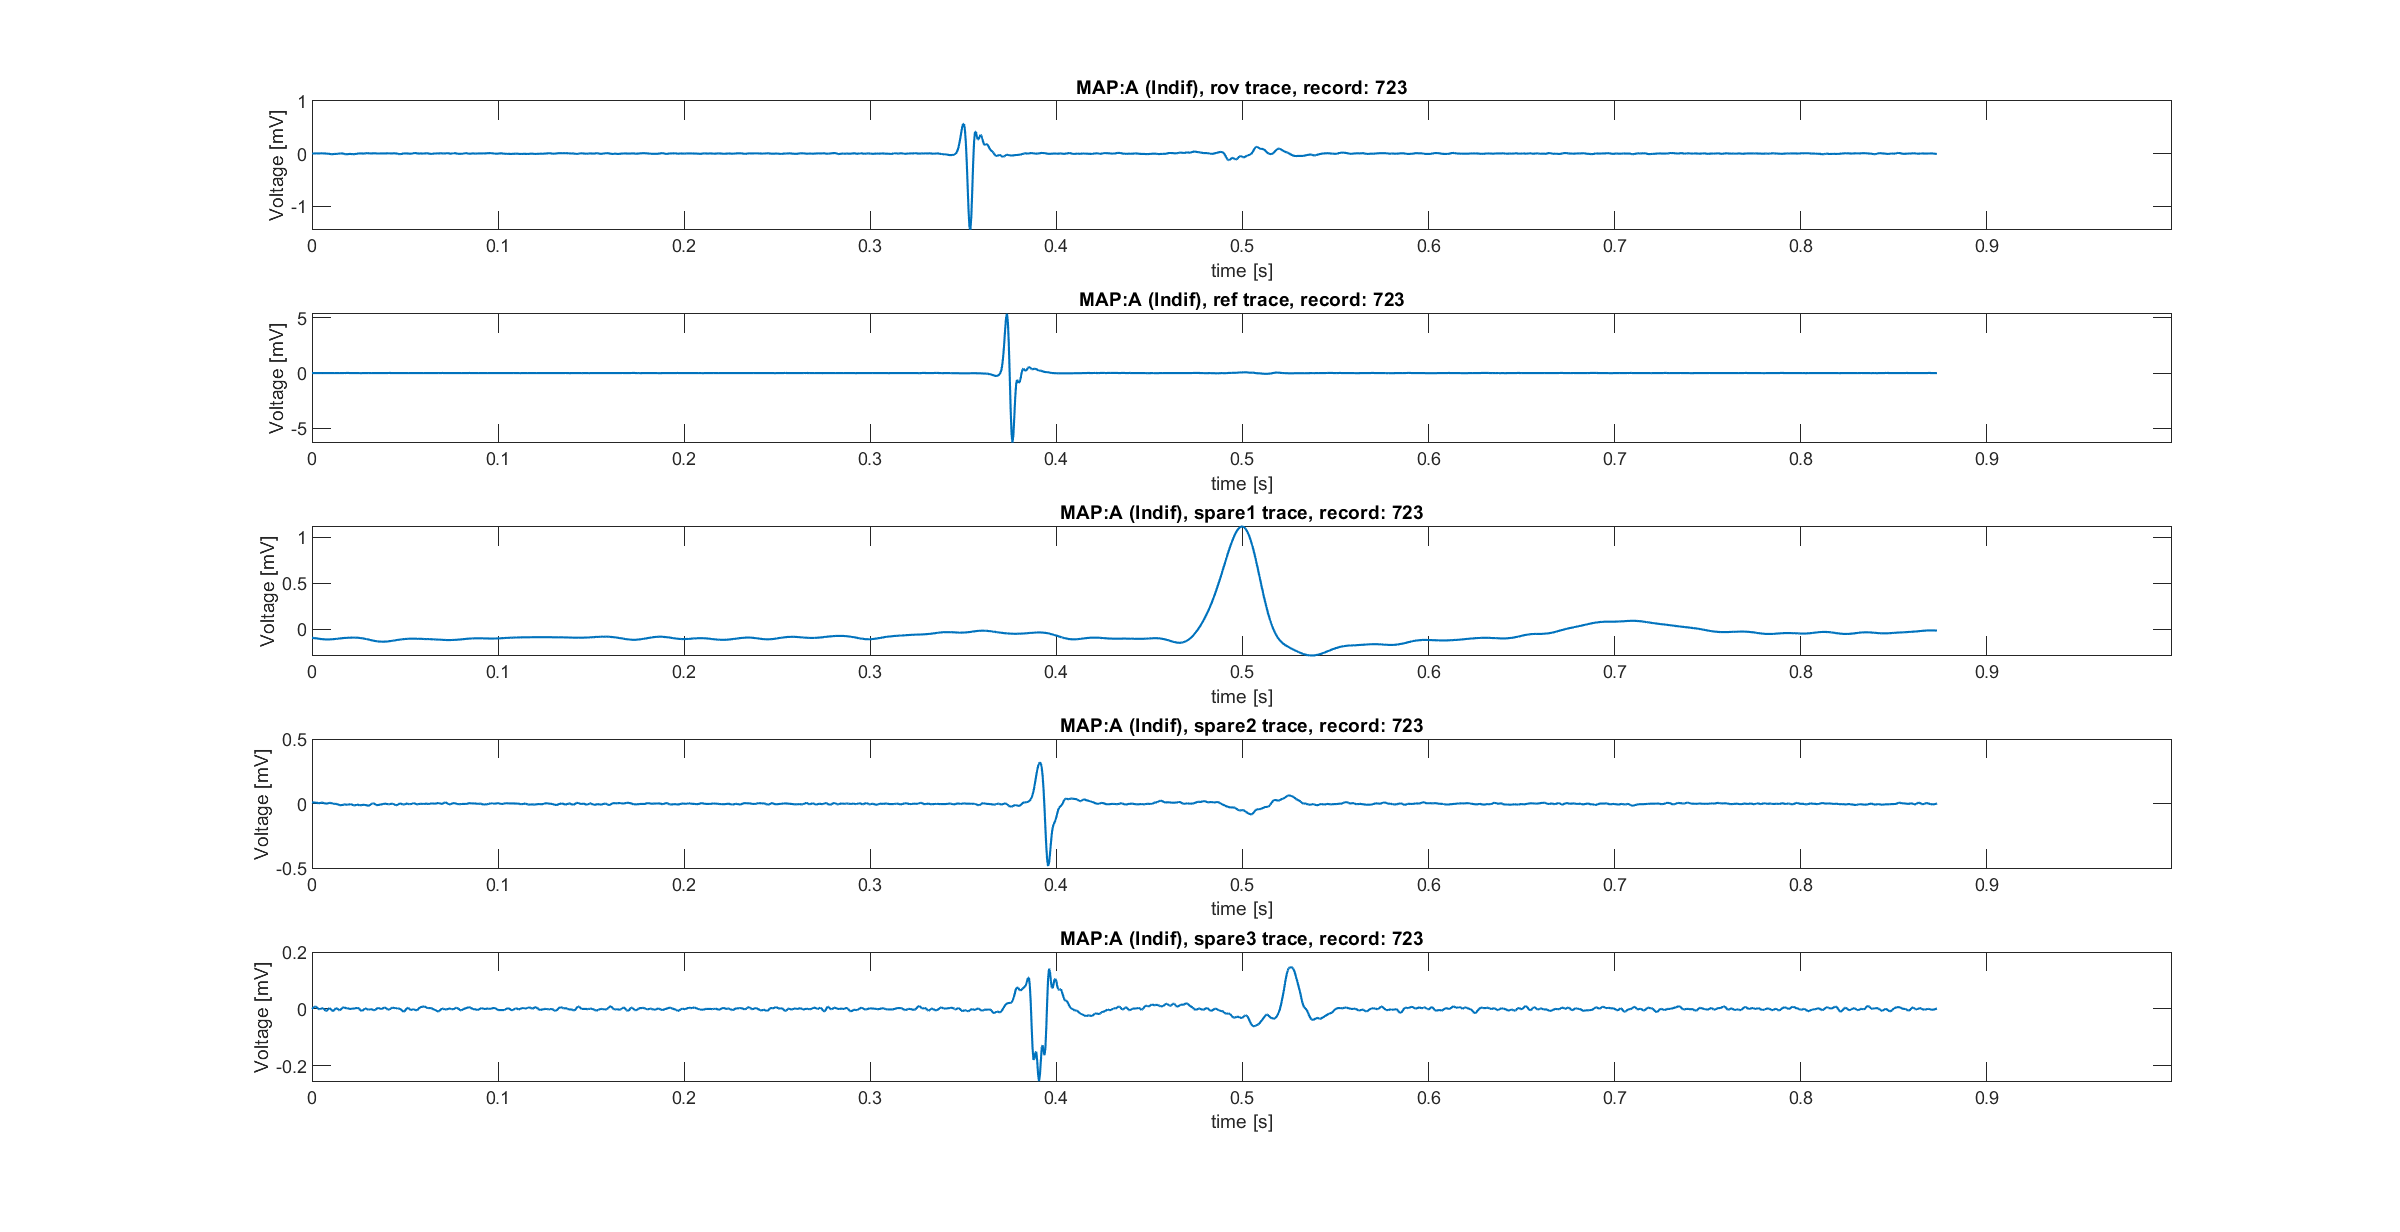 MAP:A (Indif), rov trace, record: 723
Voltage [mV]
1
0
-1
0 0.1 0.2 0.3 0.4 0.5 0.6 0.7 0.8 0.9
time [s]
MAP:A (Indif), ref trace, record: 723
Voltage [mV]
5
0
-5
0 0.1 0.2 0.3 0.4 0.5 0.6 0.7 0.8 0.9
time [s]
MAP:A (Indif), spare1 trace, record: 723
Voltage [mV]
1
0.5
0
0 0.1 0.2 0.3 0.4 0.5 0.6 0.7 0.8 0.9
time [s]
MAP:A (Indif), spare2 trace, record: 723
Voltage [mV]
0.5
0
-0.5
0 0.1 0.2 0.3 0.4 0.5 0.6 0.7 0.8 0.9
time [s]
MAP:A (Indif), spare3 trace, record: 723
Voltage [mV]
0.2
0
-0.2
0 0.1 0.2 0.3 0.4 0.5 0.6 0.7 0.8 0.9
time [s]